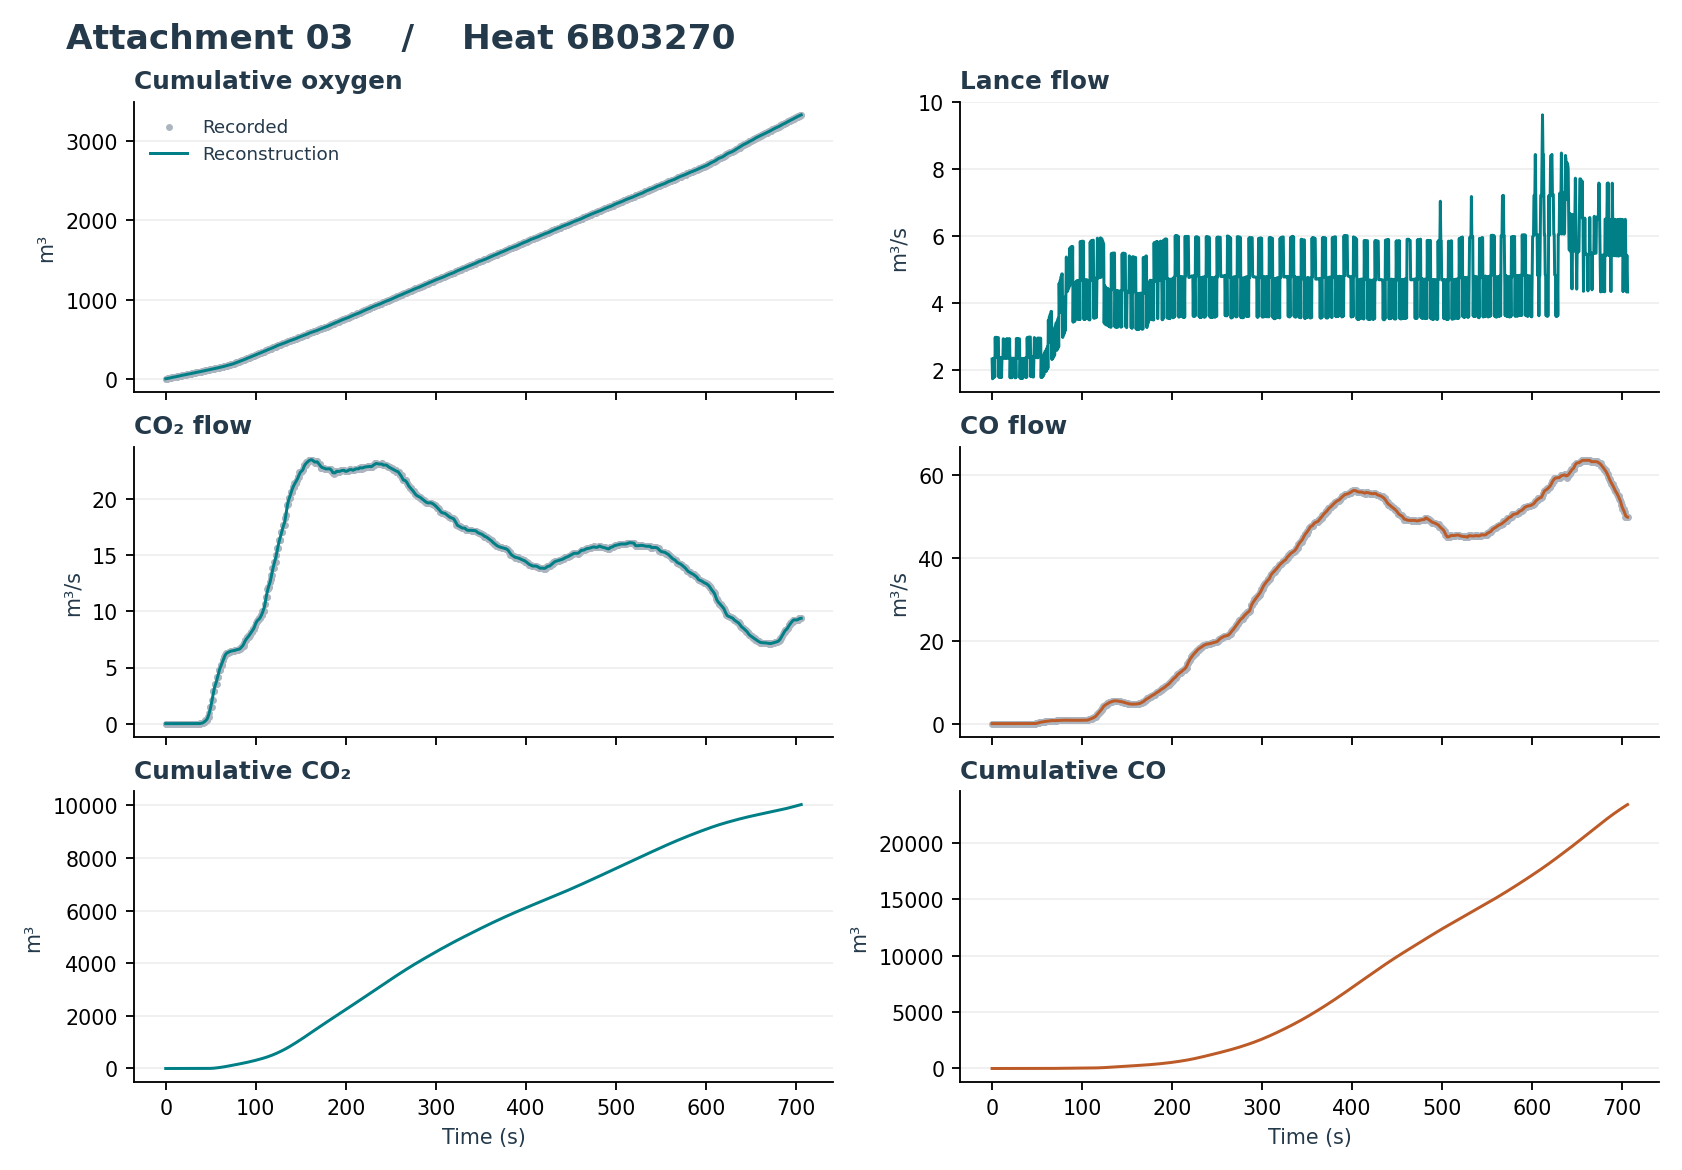 Attachment 03 / Heat 6B03270
Cumulative oxygen
m³
3000
2000
1000
0
Recorded
Reconstruction
Lance flow
m³/s
10
8
6
4
2
CO₂ flow
m³/s
20
15
10
5
0
CO flow
m³/s
60
40
20
0
Cumulative CO₂
m³
10000
8000
6000
4000
2000
0
0 100 200 300 400 500 600 700
Time (s)
Cumulative CO
m³
20000
15000
10000
5000
0
0 100 200 300 400 500 600 700
Time (s)